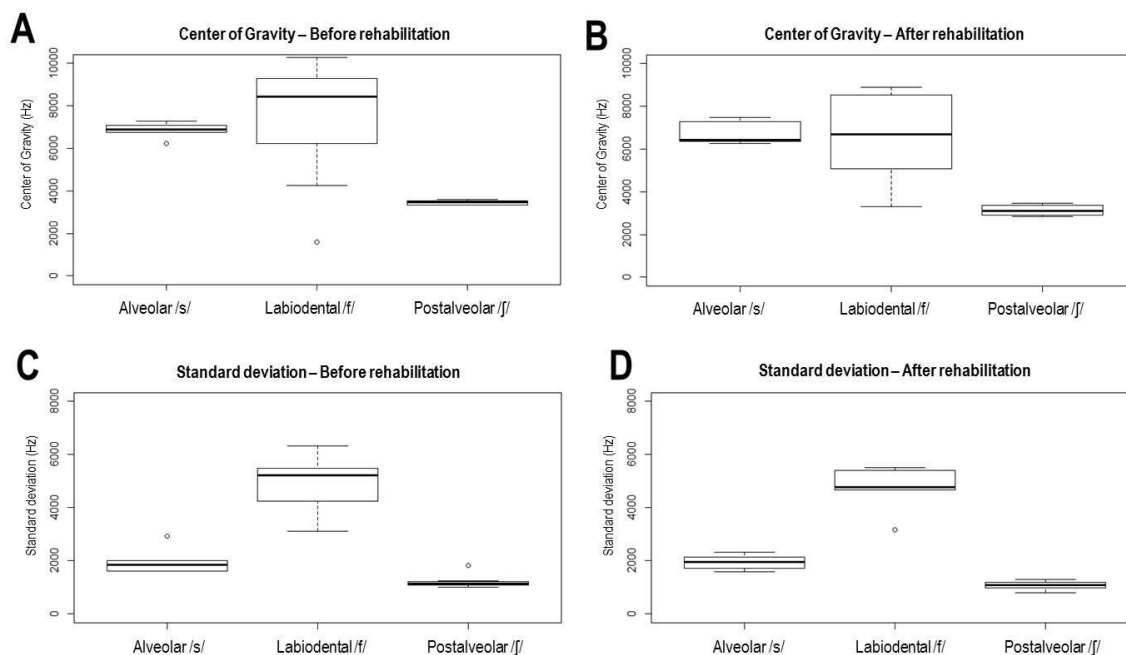 A
Center of Gravity – Before rehabilitation
Center of Gravity (Hz)
10000
8000
6000
4000
2000
0
Alveolar /s/
Labiodental /f/
Postalveolar /ʃ/
B
Center of Gravity – After rehabilitation
Center of Gravity (Hz)
10000
8000
6000
4000
2000
0
Alveolar /s/
Labiodental /f/
Postalveolar /ʃ/
C
Standard deviation – Before rehabilitation
Standard deviation (Hz)
8000
6000
4000
2000
0
Alveolar /s/
Labiodental /f/
Postalveolar /ʃ/
D
Standard deviation – After rehabilitation
Standard deviation (Hz)
8000
6000
4000
2000
0
Alveolar /s/
Labiodental /f/
Postalveolar /ʃ/